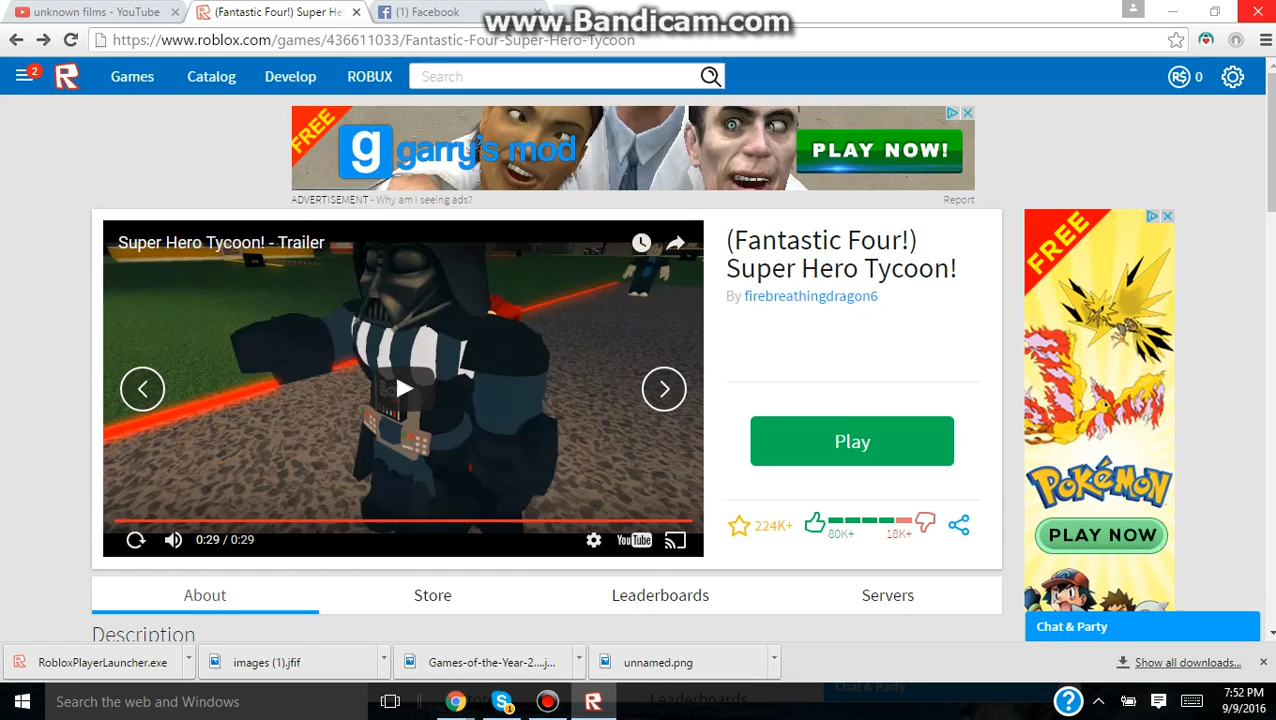 unknown films - YouTube
(Fantastic Four!) Super He
(1) Facebook
www.Bandicam.com
https://www.roblox.com/games/436611033/Fantastic-Four-Super-Hero-Tycoon
2
Games
Catalog
Develop
ROBUX
Search
R$ 0
FREE
g garry's mod
PLAY NOW!
ADVERTISEMENT - Why am I seeing ads?
Report
Super Hero Tycoon! - Trailer
(Fantastic Four!)
Super Hero Tycoon!
By firebreathingdragon6
FREE
Play
0:29 / 0:29
YouTube
224K+
80K+
18K+
POKéMON
PLAY NOW
About
Store
Leaderboards
Servers
Chat & Party
Description
RobloxPlayerLauncher.exe
images (1).jfif
Games-of-the-Year-2....j...
unnamed.png
Show all downloads...
Search the web and Windows
Leaderboards
Chat & Party
7:52 PM
9/9/2016